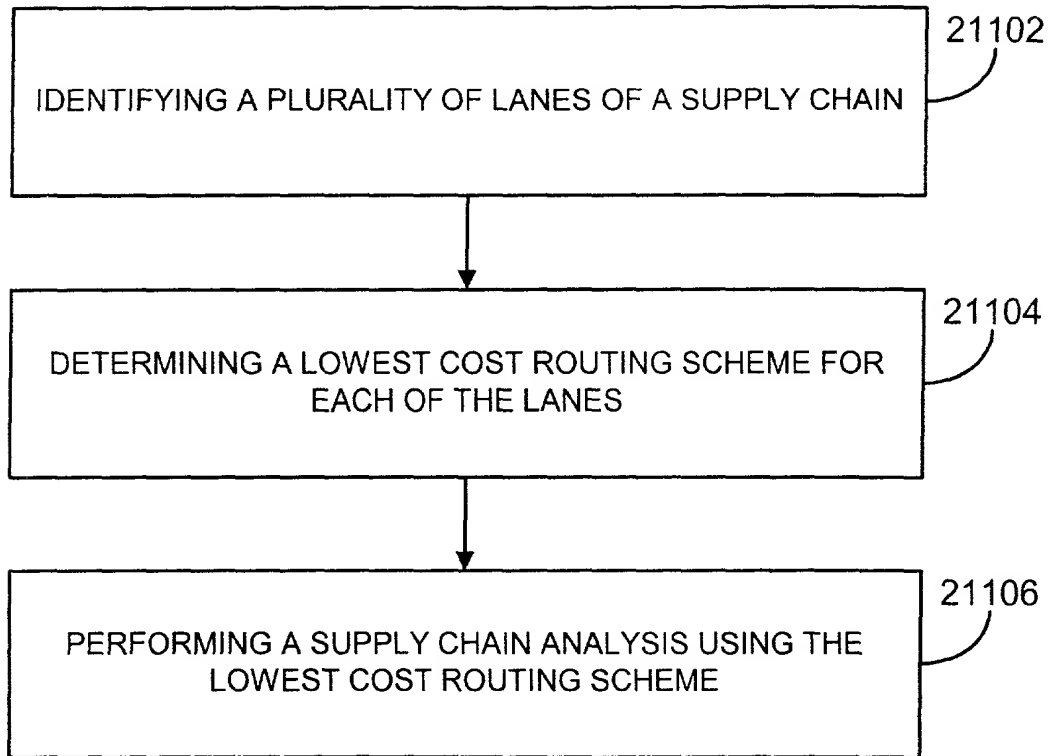 21102
IDENTIFYING A PLURALITY OF LANES OF A SUPPLY CHAIN
21104
DETERMINING A LOWEST COST ROUTING SCHEME FOR
EACH OF THE LANES
21106
PERFORMING A SUPPLY CHAIN ANALYSIS USING THE
LOWEST COST ROUTING SCHEME